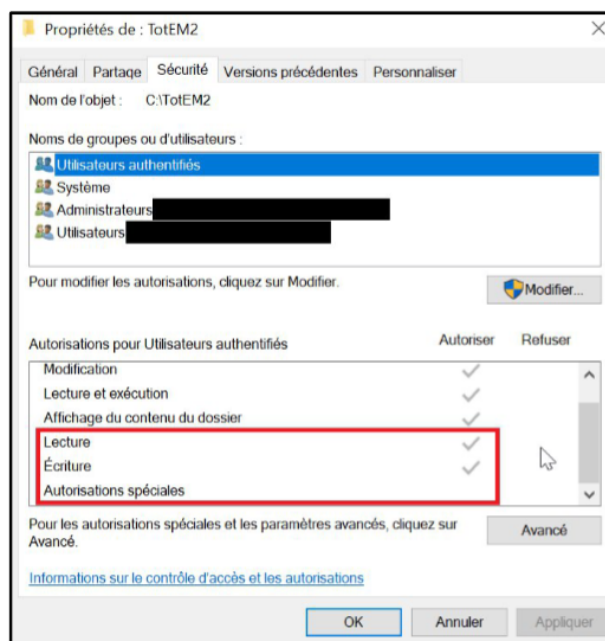 Propriétés de : TotEM2
Général Partage Sécurité Versions précédentes Personnaliser
Nom de l'objet : C:\TotEM2
Noms de groupes ou d'utilisateurs :
Utilisateurs authentifiés
Système
Administrateurs
Utilisateurs
Pour modifier les autorisations, cliquez sur Modifier.
Modifier...
Autorisations pour Utilisateurs authentifiés Autoriser Refuser
Modification
Lecture et exécution
Affichage du contenu du dossier
Lecture
Écriture
Autorisations spéciales
Pour les autorisations spéciales et les paramètres avancés, cliquez sur
Avancé.
Avancé
Informations sur le contrôle d'accès et les autorisations
OK Annuler Appliquer